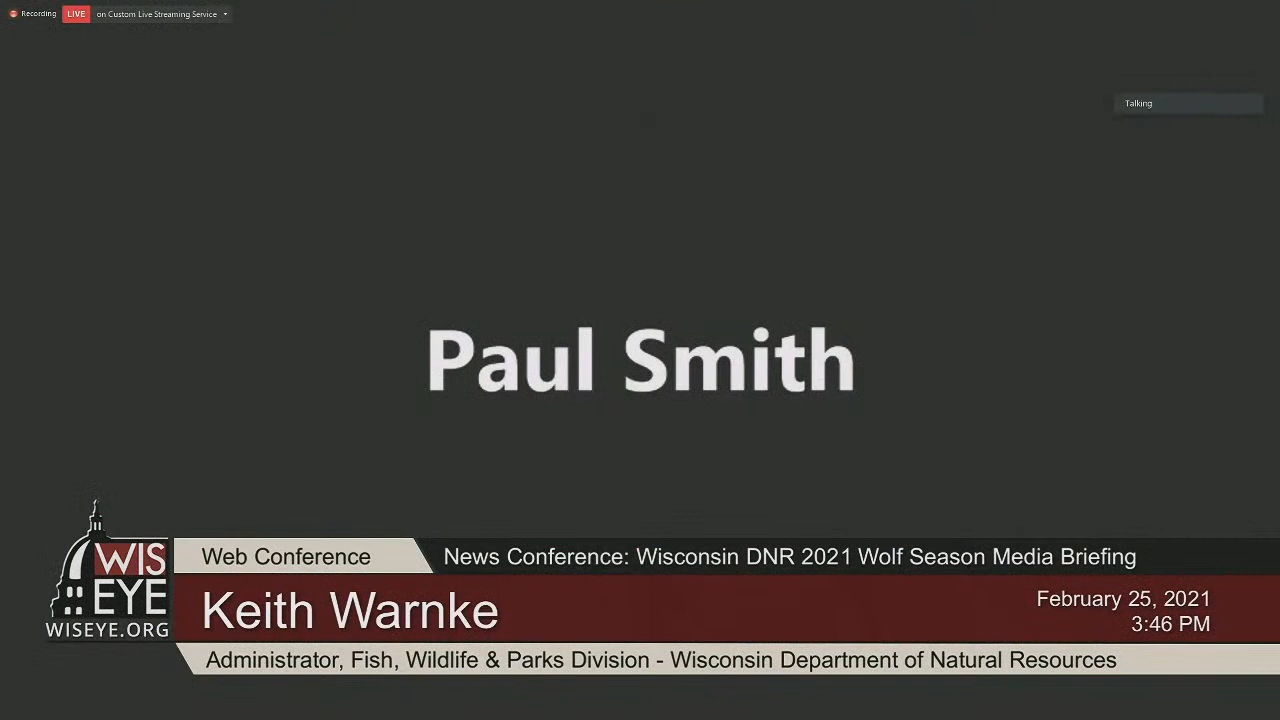 Recording LIVE on Custom Live Streaming Service
Talking
Paul Smith
WIS
EYE
WISEYE.ORG
Web Conference
News Conference: Wisconsin DNR 2021 Wolf Season Media Briefing
Keith Warnke
February 25, 2021
3:46 PM
Administrator, Fish, Wildlife & Parks Division - Wisconsin Department of Natural Resources